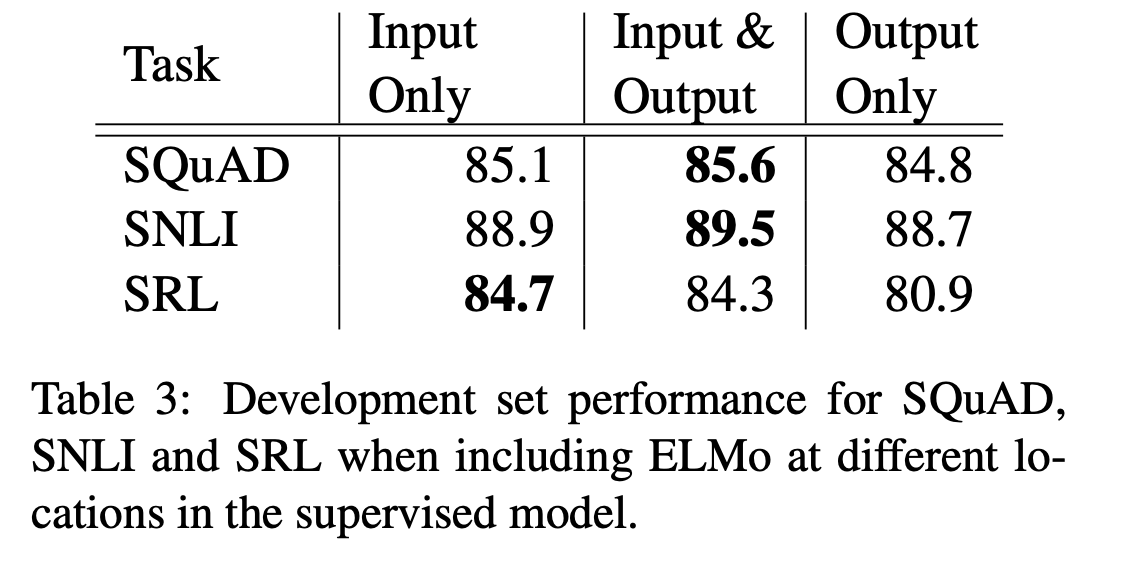 Task | Input Only | Input & Output | Output Only
SQuAD | 85.1 | 85.6 | 84.8
SNLI | 88.9 | 89.5 | 88.7
SRL | 84.7 | 84.3 | 80.9
Table 3: Development set performance for SQuAD,
SNLI and SRL when including ELMo at different lo-
cations in the supervised model.